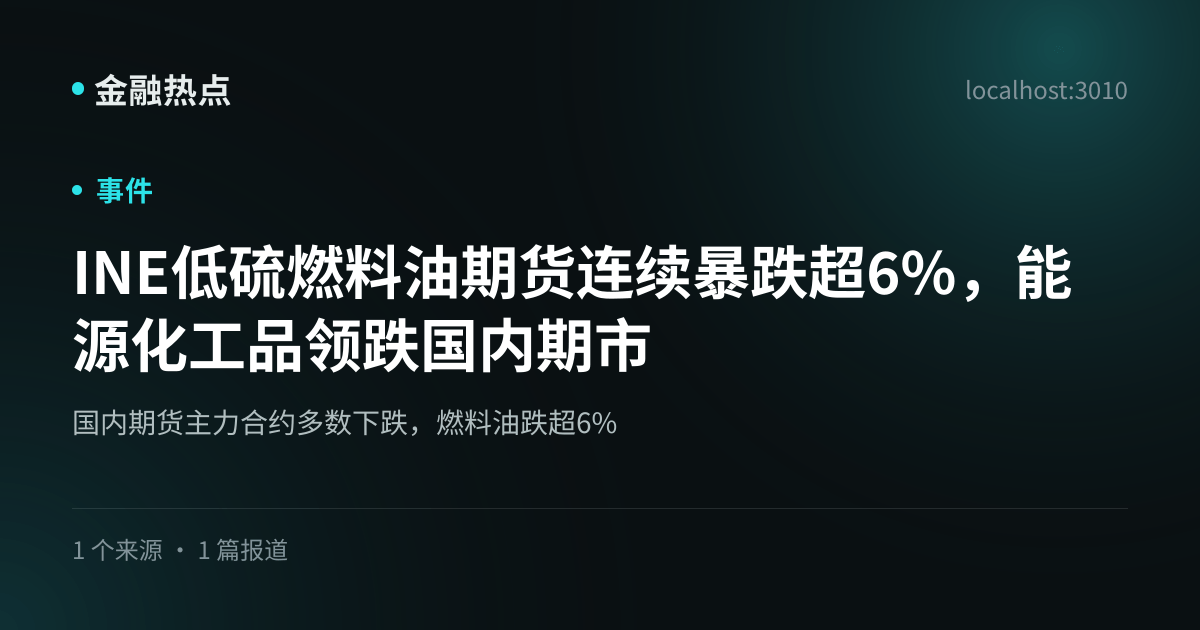 金融热点
localhost:3010
事件
INE低硫燃料油期货连续暴跌超6%，能
源化工品领跌国内期市
国内期货主力合约多数下跌，燃料油跌超6%
1 个来源 · 1 篇报道